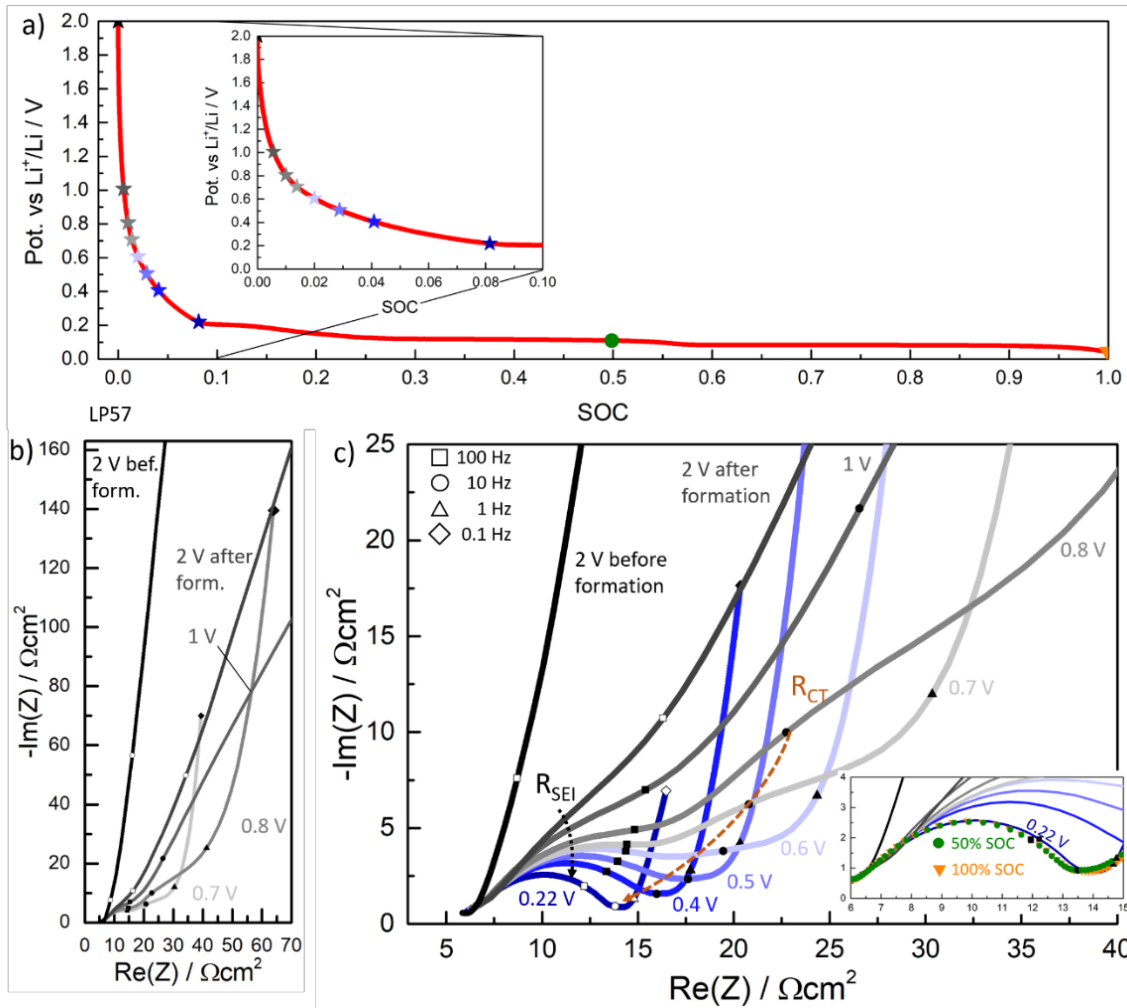 a)
Pot. vs Li⁺/Li / V
2.0
1.8
1.6
1.4
1.2
1.0
0.8
0.6
0.4
0.2
0.0
0.0 0.1 0.2 0.3 0.4 0.5 0.6 0.7 0.8 0.9 1.0
SOC
Pot. vs Li⁺/Li / V
2.0
1.8
1.6
1.4
1.2
1.0
0.8
0.6
0.4
0.2
0.0
0.00 0.02 0.04 0.06 0.08 0.10
SOC
LP57
b)
-Im(Z) / Ωcm²
160
140
120
100
80
60
40
20
0
0 10 20 30 40 50 60 70
Re(Z) / Ωcm²
2 V bef.
form.
2 V after
form.
1 V
0.8 V
0.7 V
c)
-Im(Z) / Ωcm²
25
20
15
10
5
0
5 10 15 20 25 30 35 40
Re(Z) / Ωcm²
100 Hz
10 Hz
1 Hz
0.1 Hz
2 V before
formation
2 V after
formation
1 V
0.8 V
0.7 V
0.6 V
0.5 V
0.4 V
0.22 V
R_SEI
R_CT
4
3
2
1
0
6 7 8 9 10 11 12 13 14 15
0.22 V
50% SOC
100% SOC